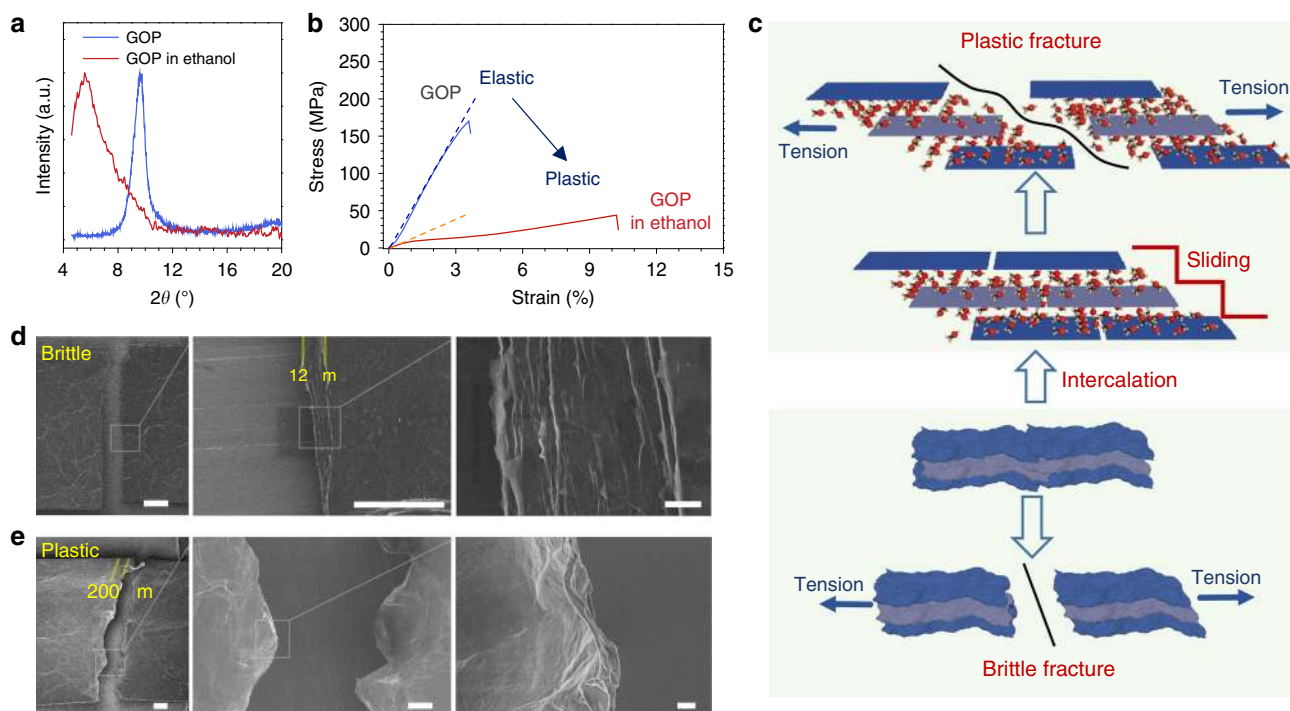 a
GOP
GOP in ethanol
Intensity (a.u.)
4 8 12 16 20
2θ (°)
b
300
250
200
150
100
50
0
Stress (MPa)
GOP
Elastic
Plastic
GOP
in ethanol
0 3 6 9 12 15
Strain (%)
c
Plastic fracture
Tension
Tension
Sliding
Intercalation
Tension
Tension
Brittle fracture
d
Brittle
12 m
e
Plastic
200 m